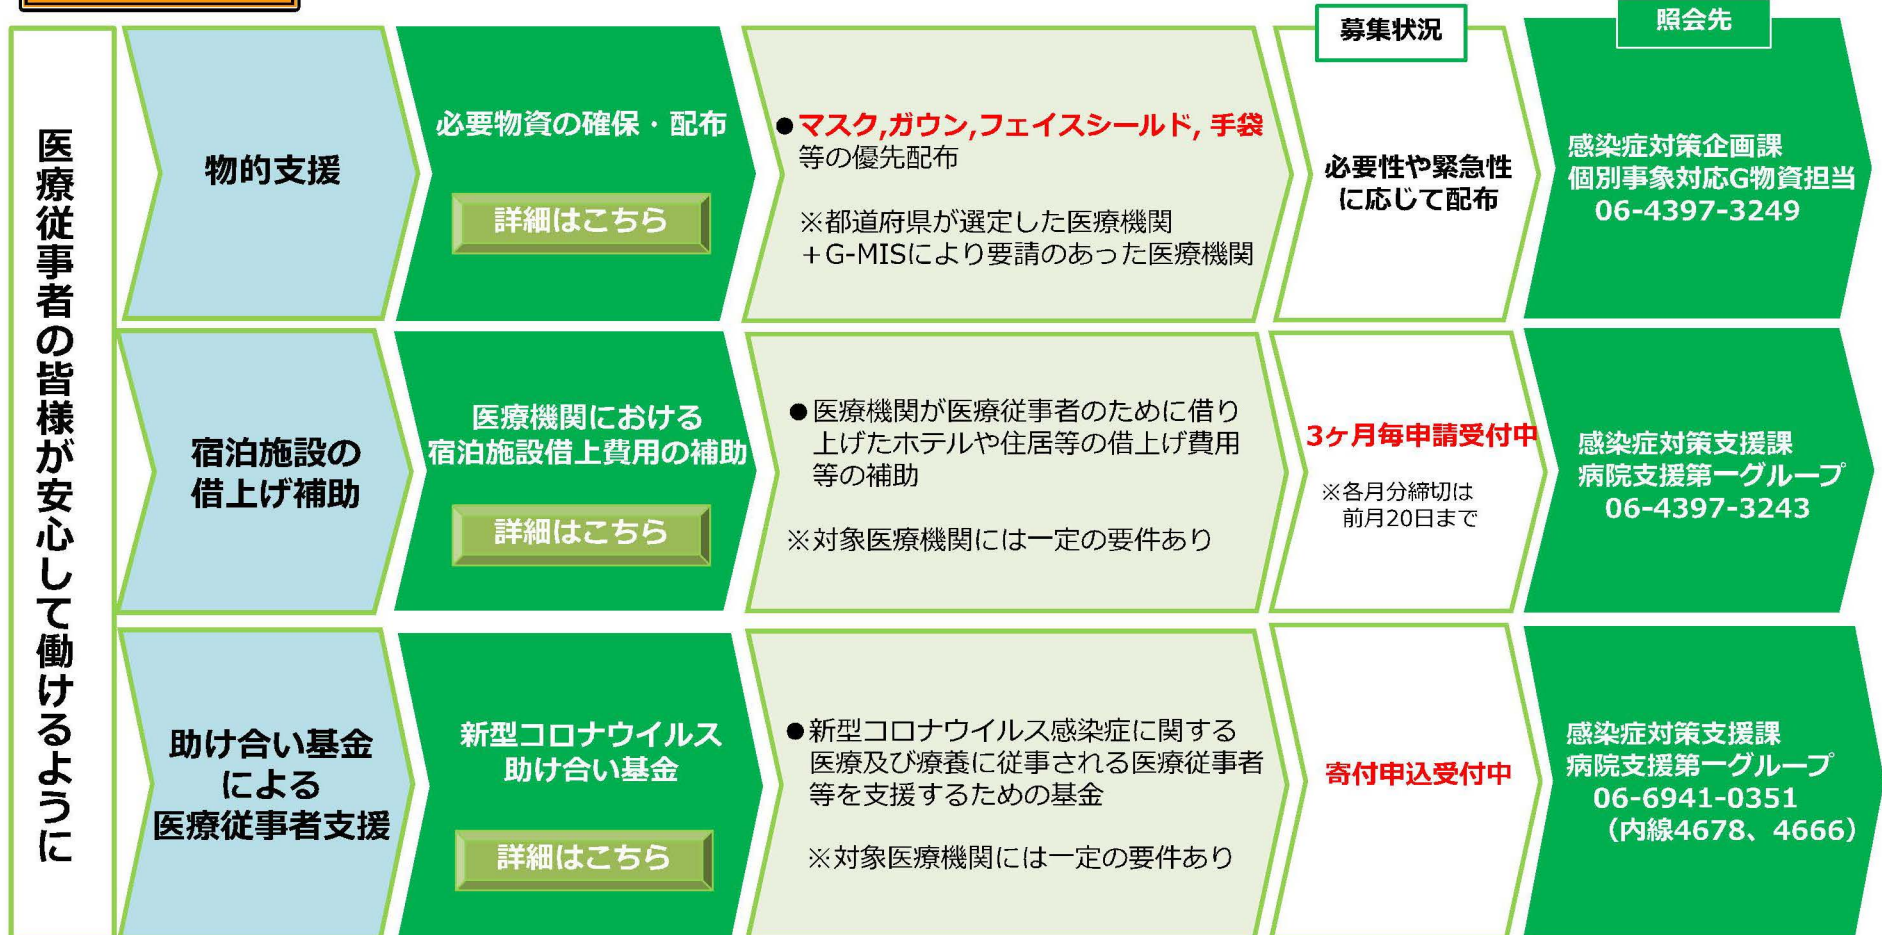 募集状況
照会先
医療従事者の皆様が安心して働けるように
物的支援
必要物資の確保・配布
詳細はこちら
●マスク,ガウン,フェイスシールド, 手袋
等の優先配布
※都道府県が選定した医療機関
＋G-MISにより要請のあった医療機関
必要性や緊急性
に応じて配布
感染症対策企画課
個別事象対応G物資担当
06-4397-3249
宿泊施設の
借上げ補助
医療機関における
宿泊施設借上費用の補助
詳細はこちら
●医療機関が医療従事者のために借り
上げたホテルや住居等の借上げ費用
等の補助
※対象医療機関には一定の要件あり
3ヶ月毎申請受付中
※各月分締切は
前月20日まで
感染症対策支援課
病院支援第一グループ
06-4397-3243
助け合い基金
による
医療従事者支援
新型コロナウイルス
助け合い基金
詳細はこちら
●新型コロナウイルス感染症に関する
医療及び療養に従事される医療従事者
等を支援するための基金
※対象医療機関には一定の要件あり
寄付申込受付中
感染症対策支援課
病院支援第一グループ
06-6941-0351
（内線4678、4666）